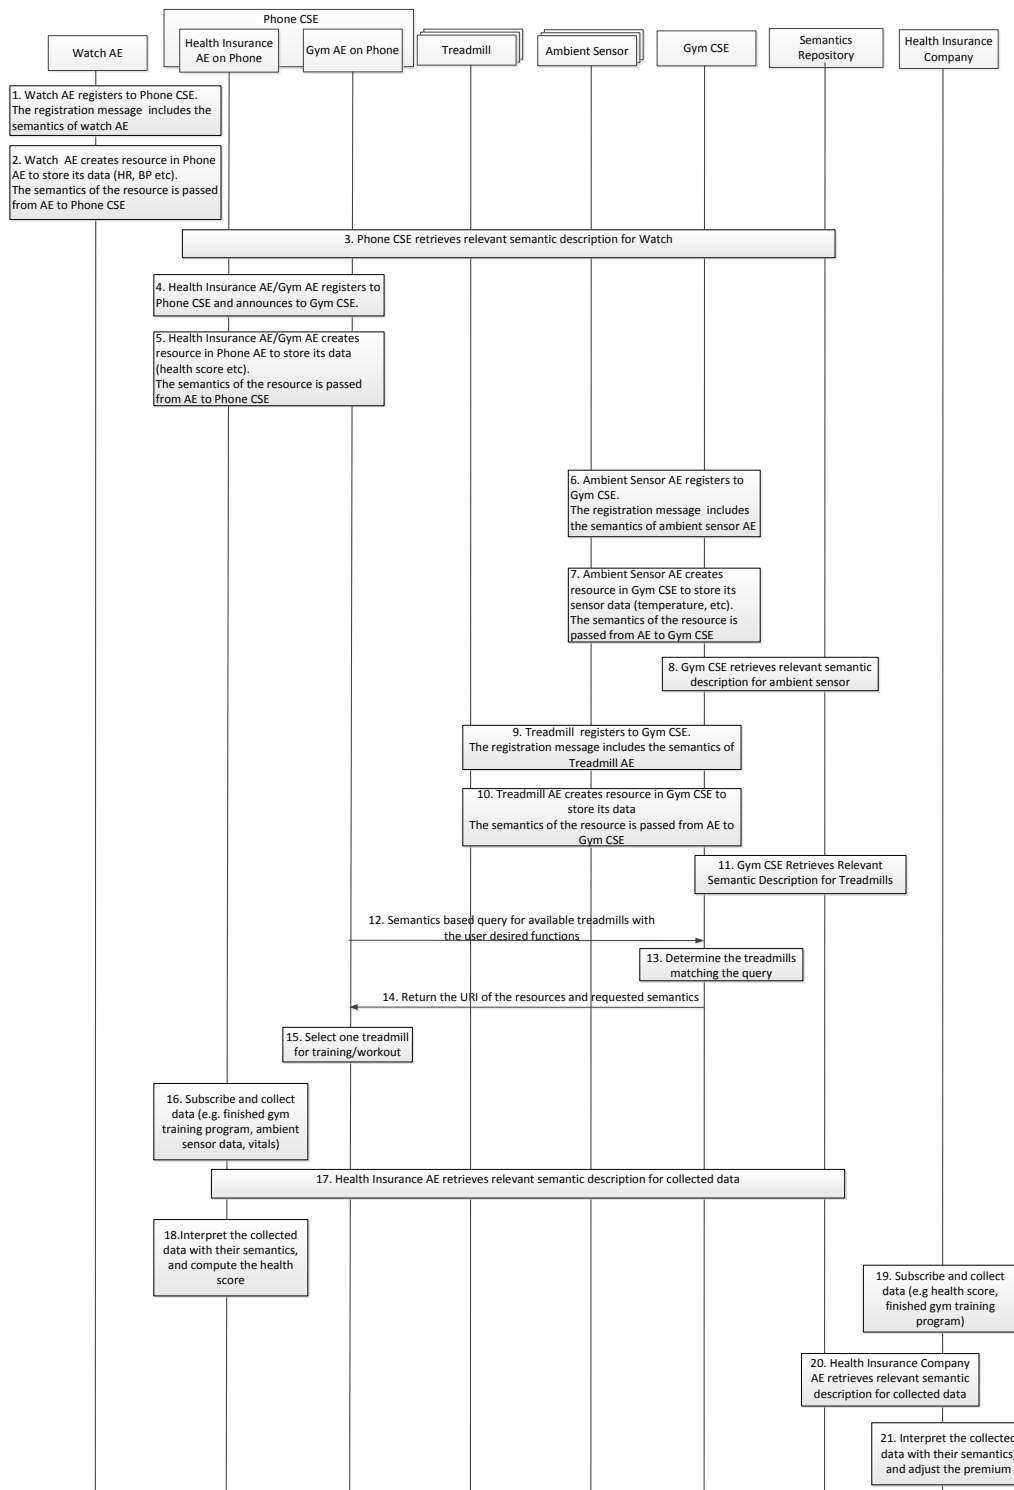 Phone CSE
Watch AE
Health Insurance
AE on Phone
Gym AE on Phone
Treadmill
Ambient Sensor
Gym CSE
Semantics
Repository
Health Insurance
Company
1. Watch AE registers to Phone CSE.
The registration message  includes the
semantics of watch AE
2. Watch  AE creates resource in Phone
AE to store its data (HR, BP etc).
The semantics of the resource is passed
from AE to Phone CSE
3. Phone CSE retrieves relevant semantic description for Watch
4. Health Insurance AE/Gym AE registers to
Phone CSE and announces to Gym CSE.
5. Health Insurance AE/Gym AE creates
resource in Phone AE to store its data
(health score etc).
The semantics of the resource is passed
from AE to Phone CSE
6. Ambient Sensor AE registers to
Gym CSE.
The registration message  includes
the semantics of ambient sensor AE
7. Ambient Sensor AE creates
resource in Gym CSE to store its
sensor data (temperature, etc).
The semantics of the resource is
passed from AE to Gym CSE
8. Gym CSE retrieves relevant semantic
description for ambient sensor
9. Treadmill  registers to Gym CSE.
The registration message includes the semantics of
Treadmill AE
10. Treadmill AE creates resource in Gym CSE to
store its data
The semantics of the resource is passed from AE to
Gym CSE
11. Gym CSE Retrieves Relevant
Semantic Description for Treadmills
12. Semantics based query for available treadmills with
the user desired functions
13. Determine the treadmills
matching the query
14. Return the URI of the resources and requested semantics
15. Select one treadmill
for training/workout
16. Subscribe and collect
data (e.g. finished gym
training program, ambient
sensor data, vitals)
17. Health Insurance AE retrieves relevant semantic description for collected data
18.Interpret the collected
data with their semantics,
and compute the health
score
19. Subscribe and collect
data (e.g health score,
finished gym training
program)
20. Health Insurance Company
AE retrieves relevant semantic
description for collected data
21. Interpret the collected
data with their semantics,
and adjust the premium